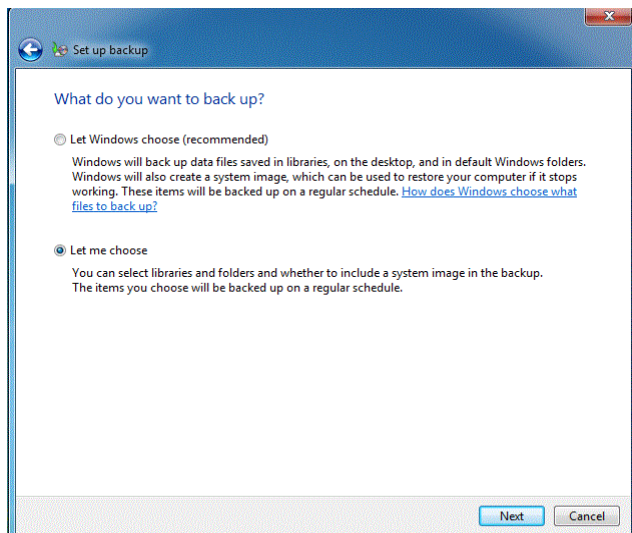 Set up backup
What do you want to back up?
Let Windows choose (recommended)
Windows will back up data files saved in libraries, on the desktop, and in default Windows folders.
Windows will also create a system image, which can be used to restore your computer if it stops
working. These items will be backed up on a regular schedule. How does Windows choose what
files to back up?
Let me choose
You can select libraries and folders and whether to include a system image in the backup.
The items you choose will be backed up on a regular schedule.
Next Cancel